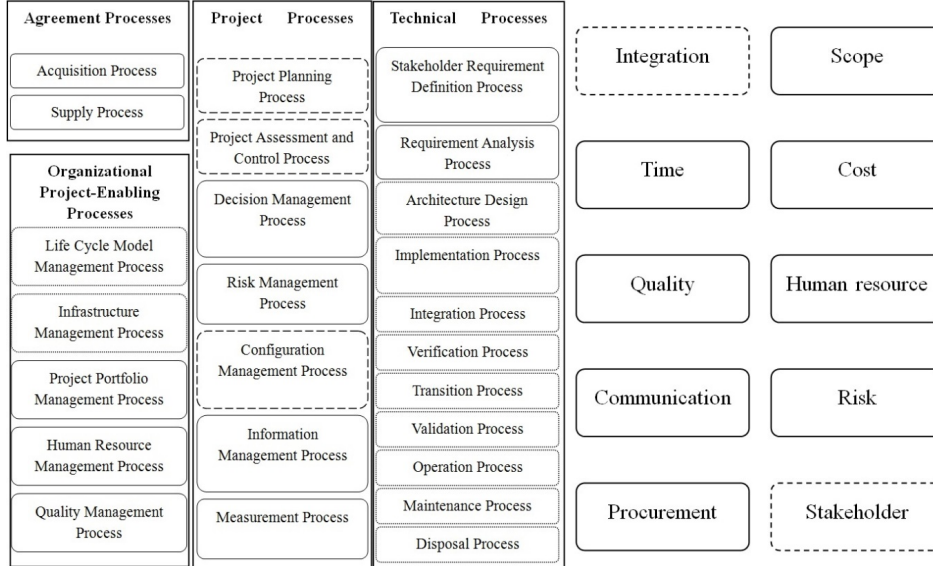 Agreement Processes
Acquisition Process
Supply Process
Organizational
Project-Enabling
Processes
Life Cycle Model
Management Process
Infrastructure
Management Process
Project Portfolio
Management Process
Human Resource
Management Process
Quality Management
Process
Project Processes
Project Planning
Process
Project Assessment and
Control Process
Decision Management
Process
Risk Management
Process
Configuration
Management Process
Information
Management Process
Measurement Process
Technical Processes
Stakeholder Requirement
Definition Process
Requirement Analysis
Process
Architecture Design
Process
Implementation Process
Integration Process
Verification Process
Transition Process
Validation Process
Operation Process
Maintenance Process
Disposal Process
Integration
Scope
Time
Cost
Quality
Human resource
Communication
Risk
Procurement
Stakeholder